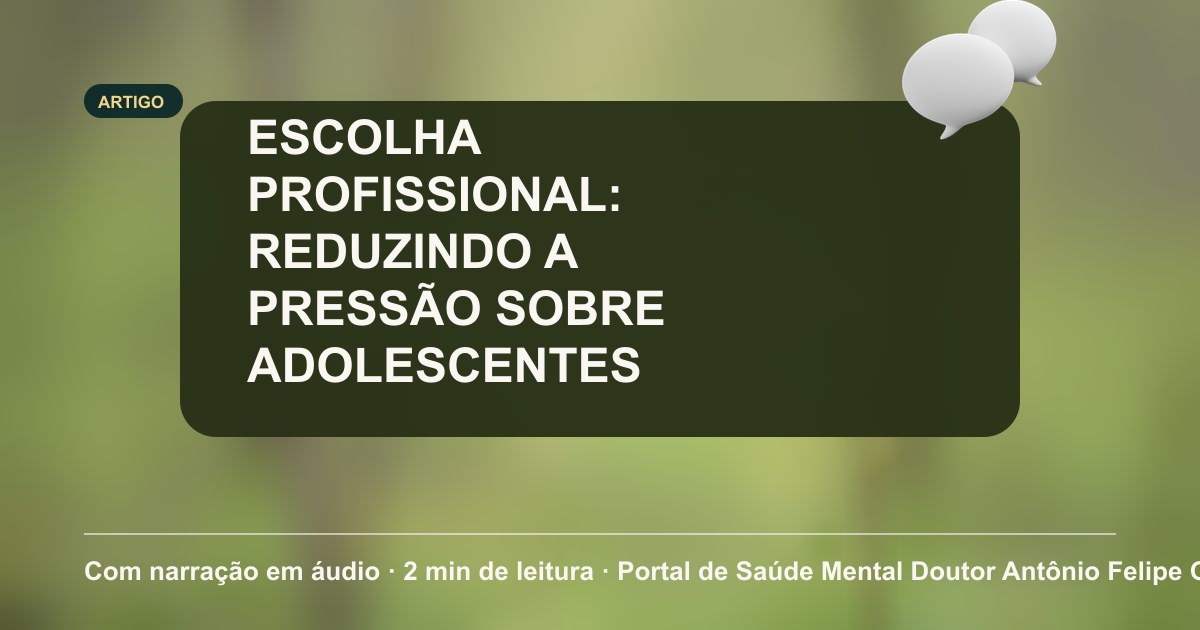 ARTIGO
ESCOLHA
PROFISSIONAL:
REDUZINDO A
PRESSÃO SOBRE
ADOLESCENTES
Com narração em áudio · 2 min de leitura · Portal de Saúde Mental Doutor Antônio Felipe